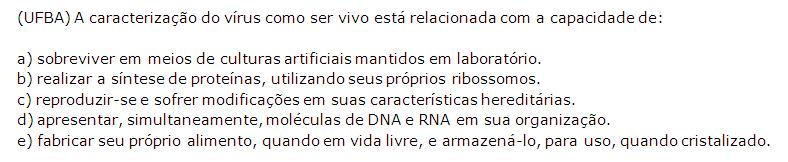 (UFBA) A caracterização do vírus como ser vivo está relacionada com a capacidade de:
a) sobreviver em meios de culturas artificiais mantidos em laboratório.
b) realizar a síntese de proteínas, utilizando seus próprios ribossomos.
c) reproduzir-se e sofrer modificações em suas características hereditárias.
d) apresentar, simultaneamente, moléculas de DNA e RNA em sua organização.
e) fabricar seu próprio alimento, quando em vida livre, e armazená-lo, para uso, quando cristalizado.